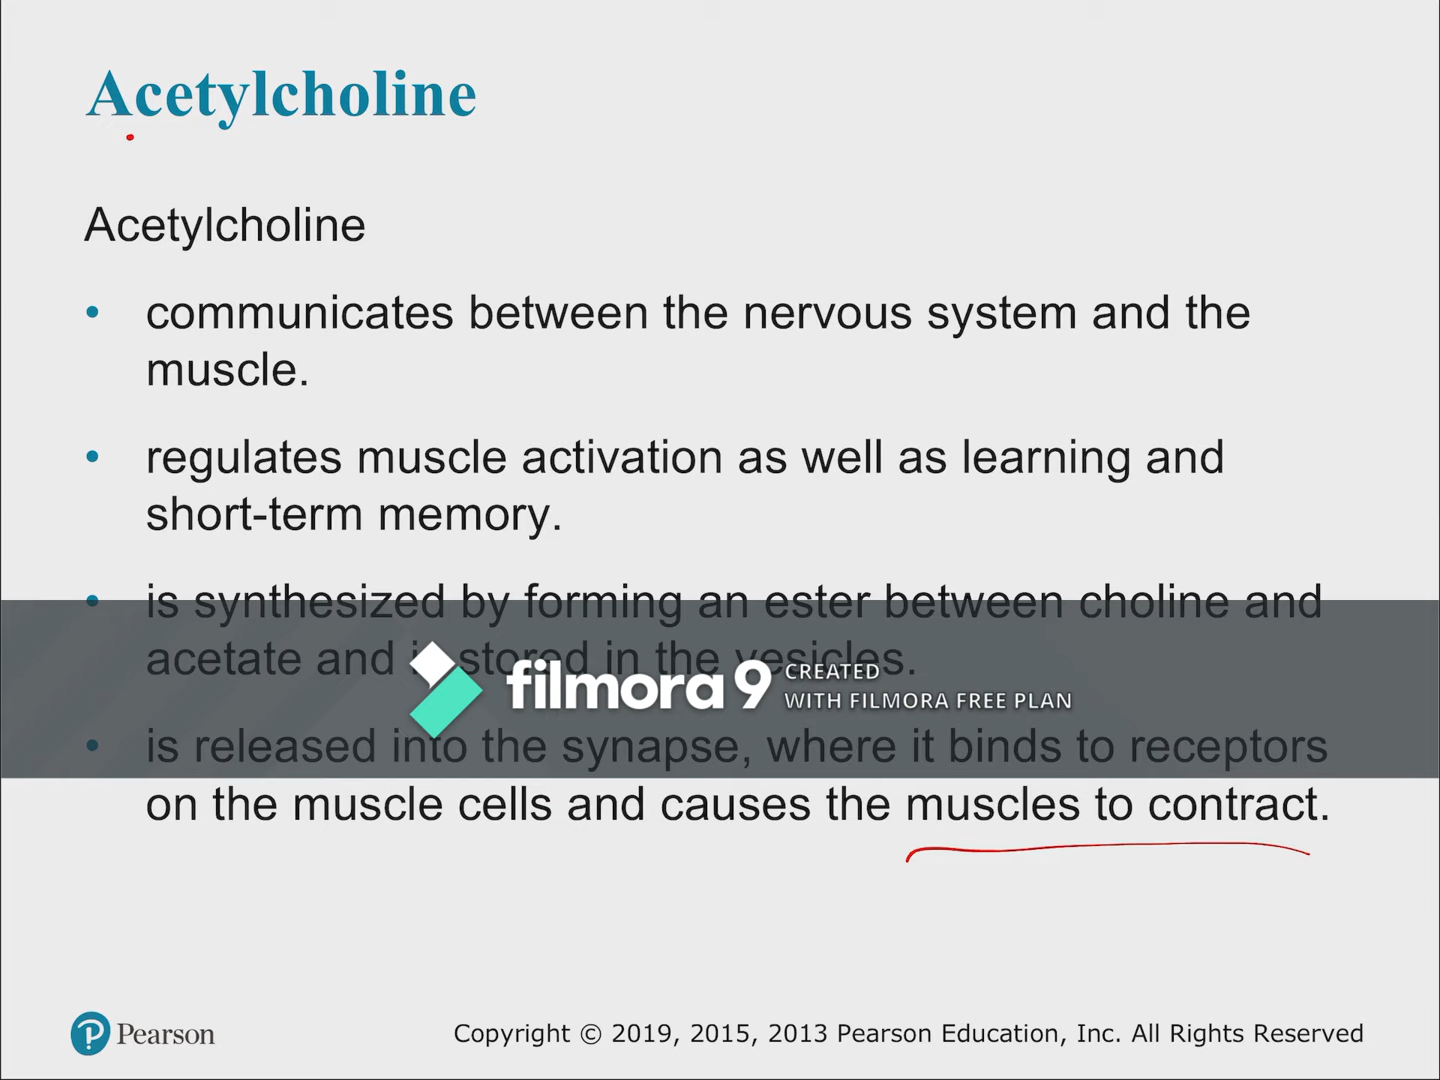 Acetylcholine
Acetylcholine
• communicates between the nervous system and the
muscle.
• regulates muscle activation as well as learning and
short-term memory.
• is synthesized by forming an ester between choline and
acetate and is stored in the vesicles.
filmora 9 CREATED
WITH FILMORA FREE PLAN
• is released into the synapse, where it binds to receptors
on the muscle cells and causes the muscles to contract.
Pearson
Copyright © 2019, 2015, 2013 Pearson Education, Inc. All Rights Reserved